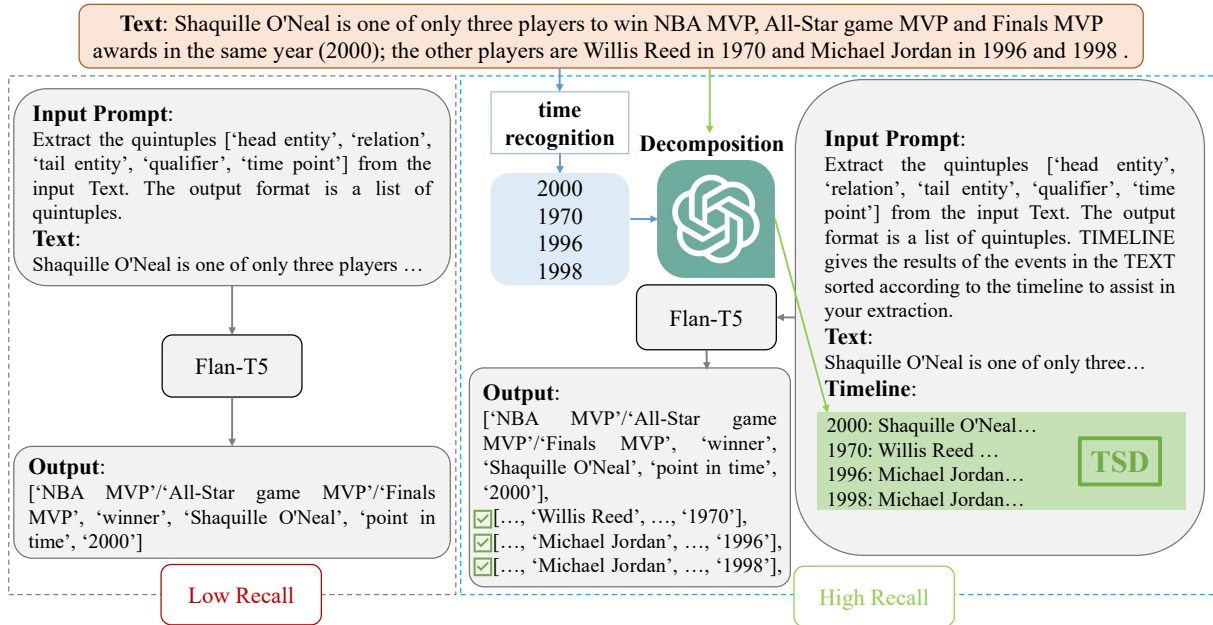 Text: Shaquille O'Neal is one of only three players to win NBA MVP, All-Star game MVP and Finals MVP
awards in the same year (2000); the other players are Willis Reed in 1970 and Michael Jordan in 1996 and 1998 .
Input Prompt:
Extract the quintuples [‘head entity’, ‘relation’,
‘tail entity’, ‘qualifier’, ‘time point’] from the
input Text. The output format is a list of
quintuples.
Text:
Shaquille O'Neal is one of only three players …
Flan-T5
Output:
[‘NBA MVP’/‘All-Star game MVP’/‘Finals
MVP’, ‘winner’, ‘Shaquille O'Neal’, ‘point in
time’, ‘2000’]
Low Recall
time
recognition
2000
1970
1996
1998
Decomposition
Flan-T5
Output:
[‘NBA MVP’/‘All-Star game
MVP’/‘Finals MVP’, ‘winner’,
‘Shaquille O'Neal’, ‘point in time’,
‘2000’],
[…, ‘Willis Reed’, …, ‘1970’],
[…, ‘Michael Jordan’, …, ‘1996’],
[…, ‘Michael Jordan’, …, ‘1998’],
Input Prompt:
Extract the quintuples [‘head entity’,
‘relation’, ‘tail entity’, ‘qualifier’, ‘time
point’] from the input Text. The output
format is a list of quintuples. TIMELINE
gives the results of the events in the TEXT
sorted according to the timeline to assist in
your extraction.
Text:
Shaquille O'Neal is one of only three…
Timeline:
2000: Shaquille O'Neal…
1970: Willis Reed …
1996: Michael Jordan…
1998: Michael Jordan…
TSD
High Recall